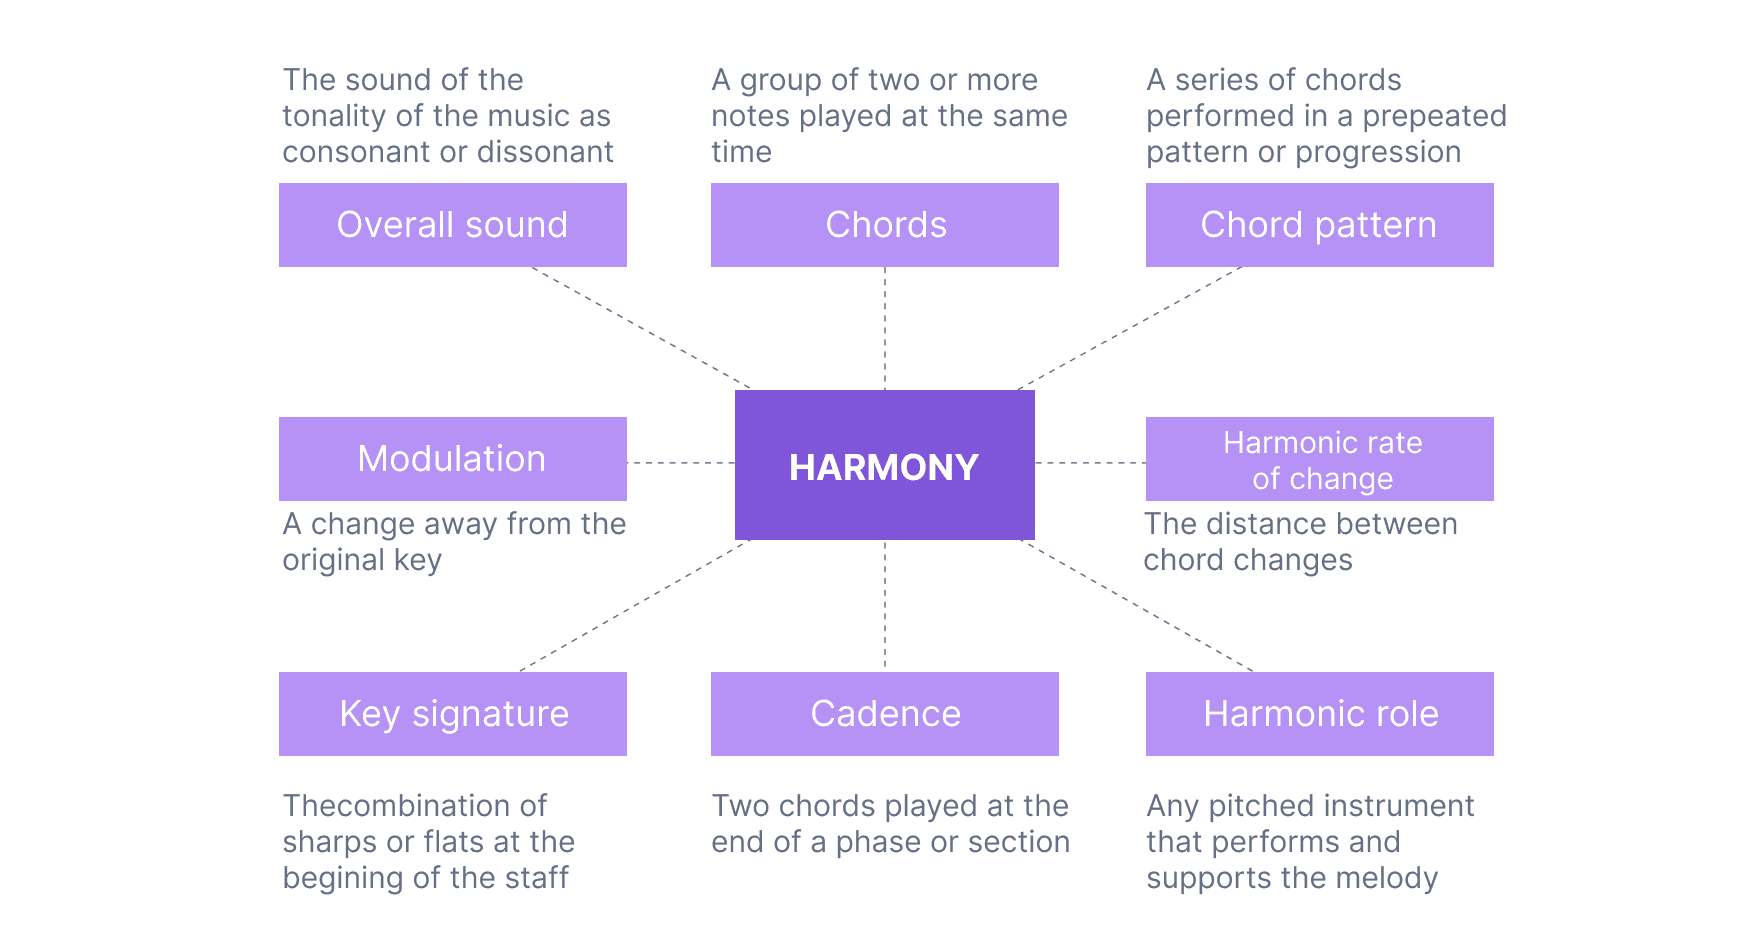 The sound of the
tonality of the music as
consonant or dissonant
Overall sound
A group of two or more
notes played at the same
time
Chords
A series of chords
performed in a prepeated
pattern or progression
Chord pattern
Modulation
A change away from the
original key
HARMONY
Harmonic rate
of change
The distance between
chord changes
Key signature
Thecombination of
sharps or flats at the
begining of the staff
Cadence
Two chords played at the
end of a phase or section
Harmonic role
Any pitched instrument
that performs and
supports the melody